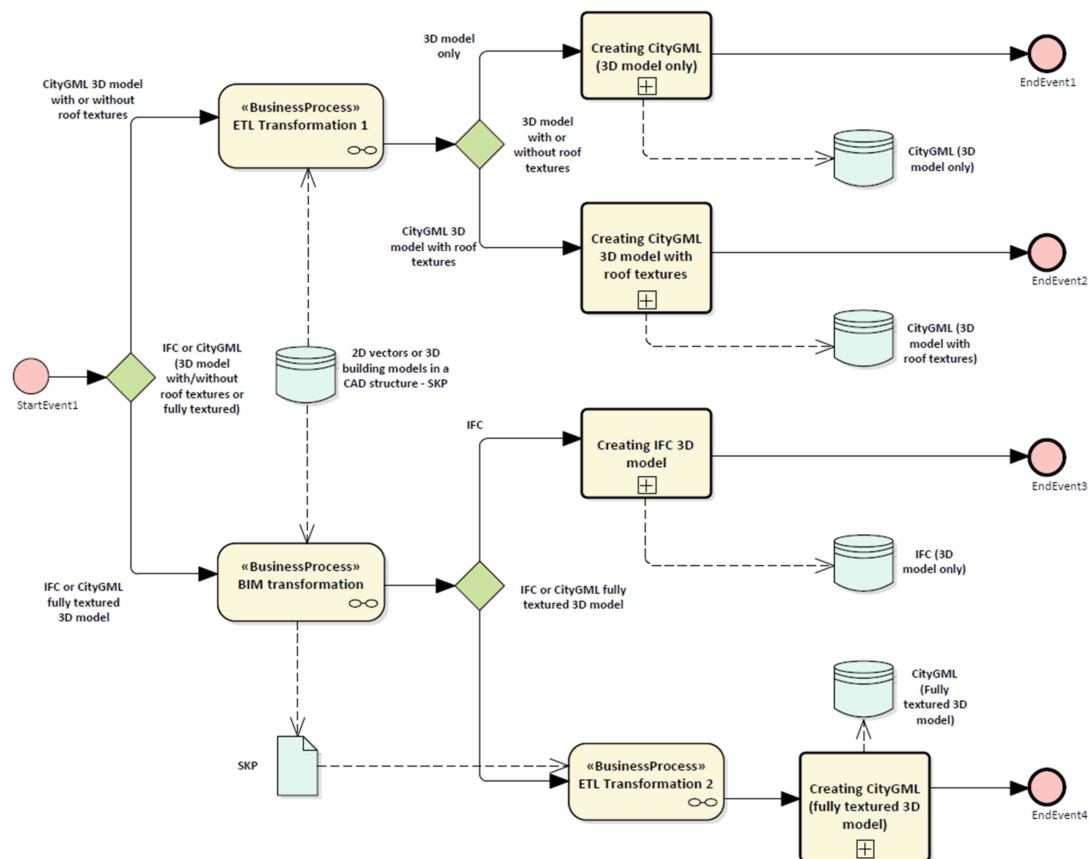 3D model
only
Creating CityGML
(3D model only)
EndEvent1
CityGML 3D model
with or without
roof textures
«BusinessProcess»
ETL Transformation 1
3D model
with or
without roof
textures
CityGML (3D
model only)
CityGML 3D
model with roof
textures
Creating CityGML
3D model with
roof textures
EndEvent2
CityGML (3D
model with
roof textures)
StartEvent1
IFC or CityGML
(3D model
with/without
roof textures or
fully textured)
2D vectors or 3D
building models in a
CAD structure - SKP
IFC
Creating IFC 3D
model
EndEvent3
IFC (3D
model only)
IFC or CityGML
fully textured
3D model
«BusinessProcess»
BIM transformation
IFC or CityGML fully
textured 3D model
CityGML
(Fully
textured 3D
model)
SKP
«BusinessProcess»
ETL Transformation 2
Creating CityGML
(fully textured 3D
model)
EndEvent4